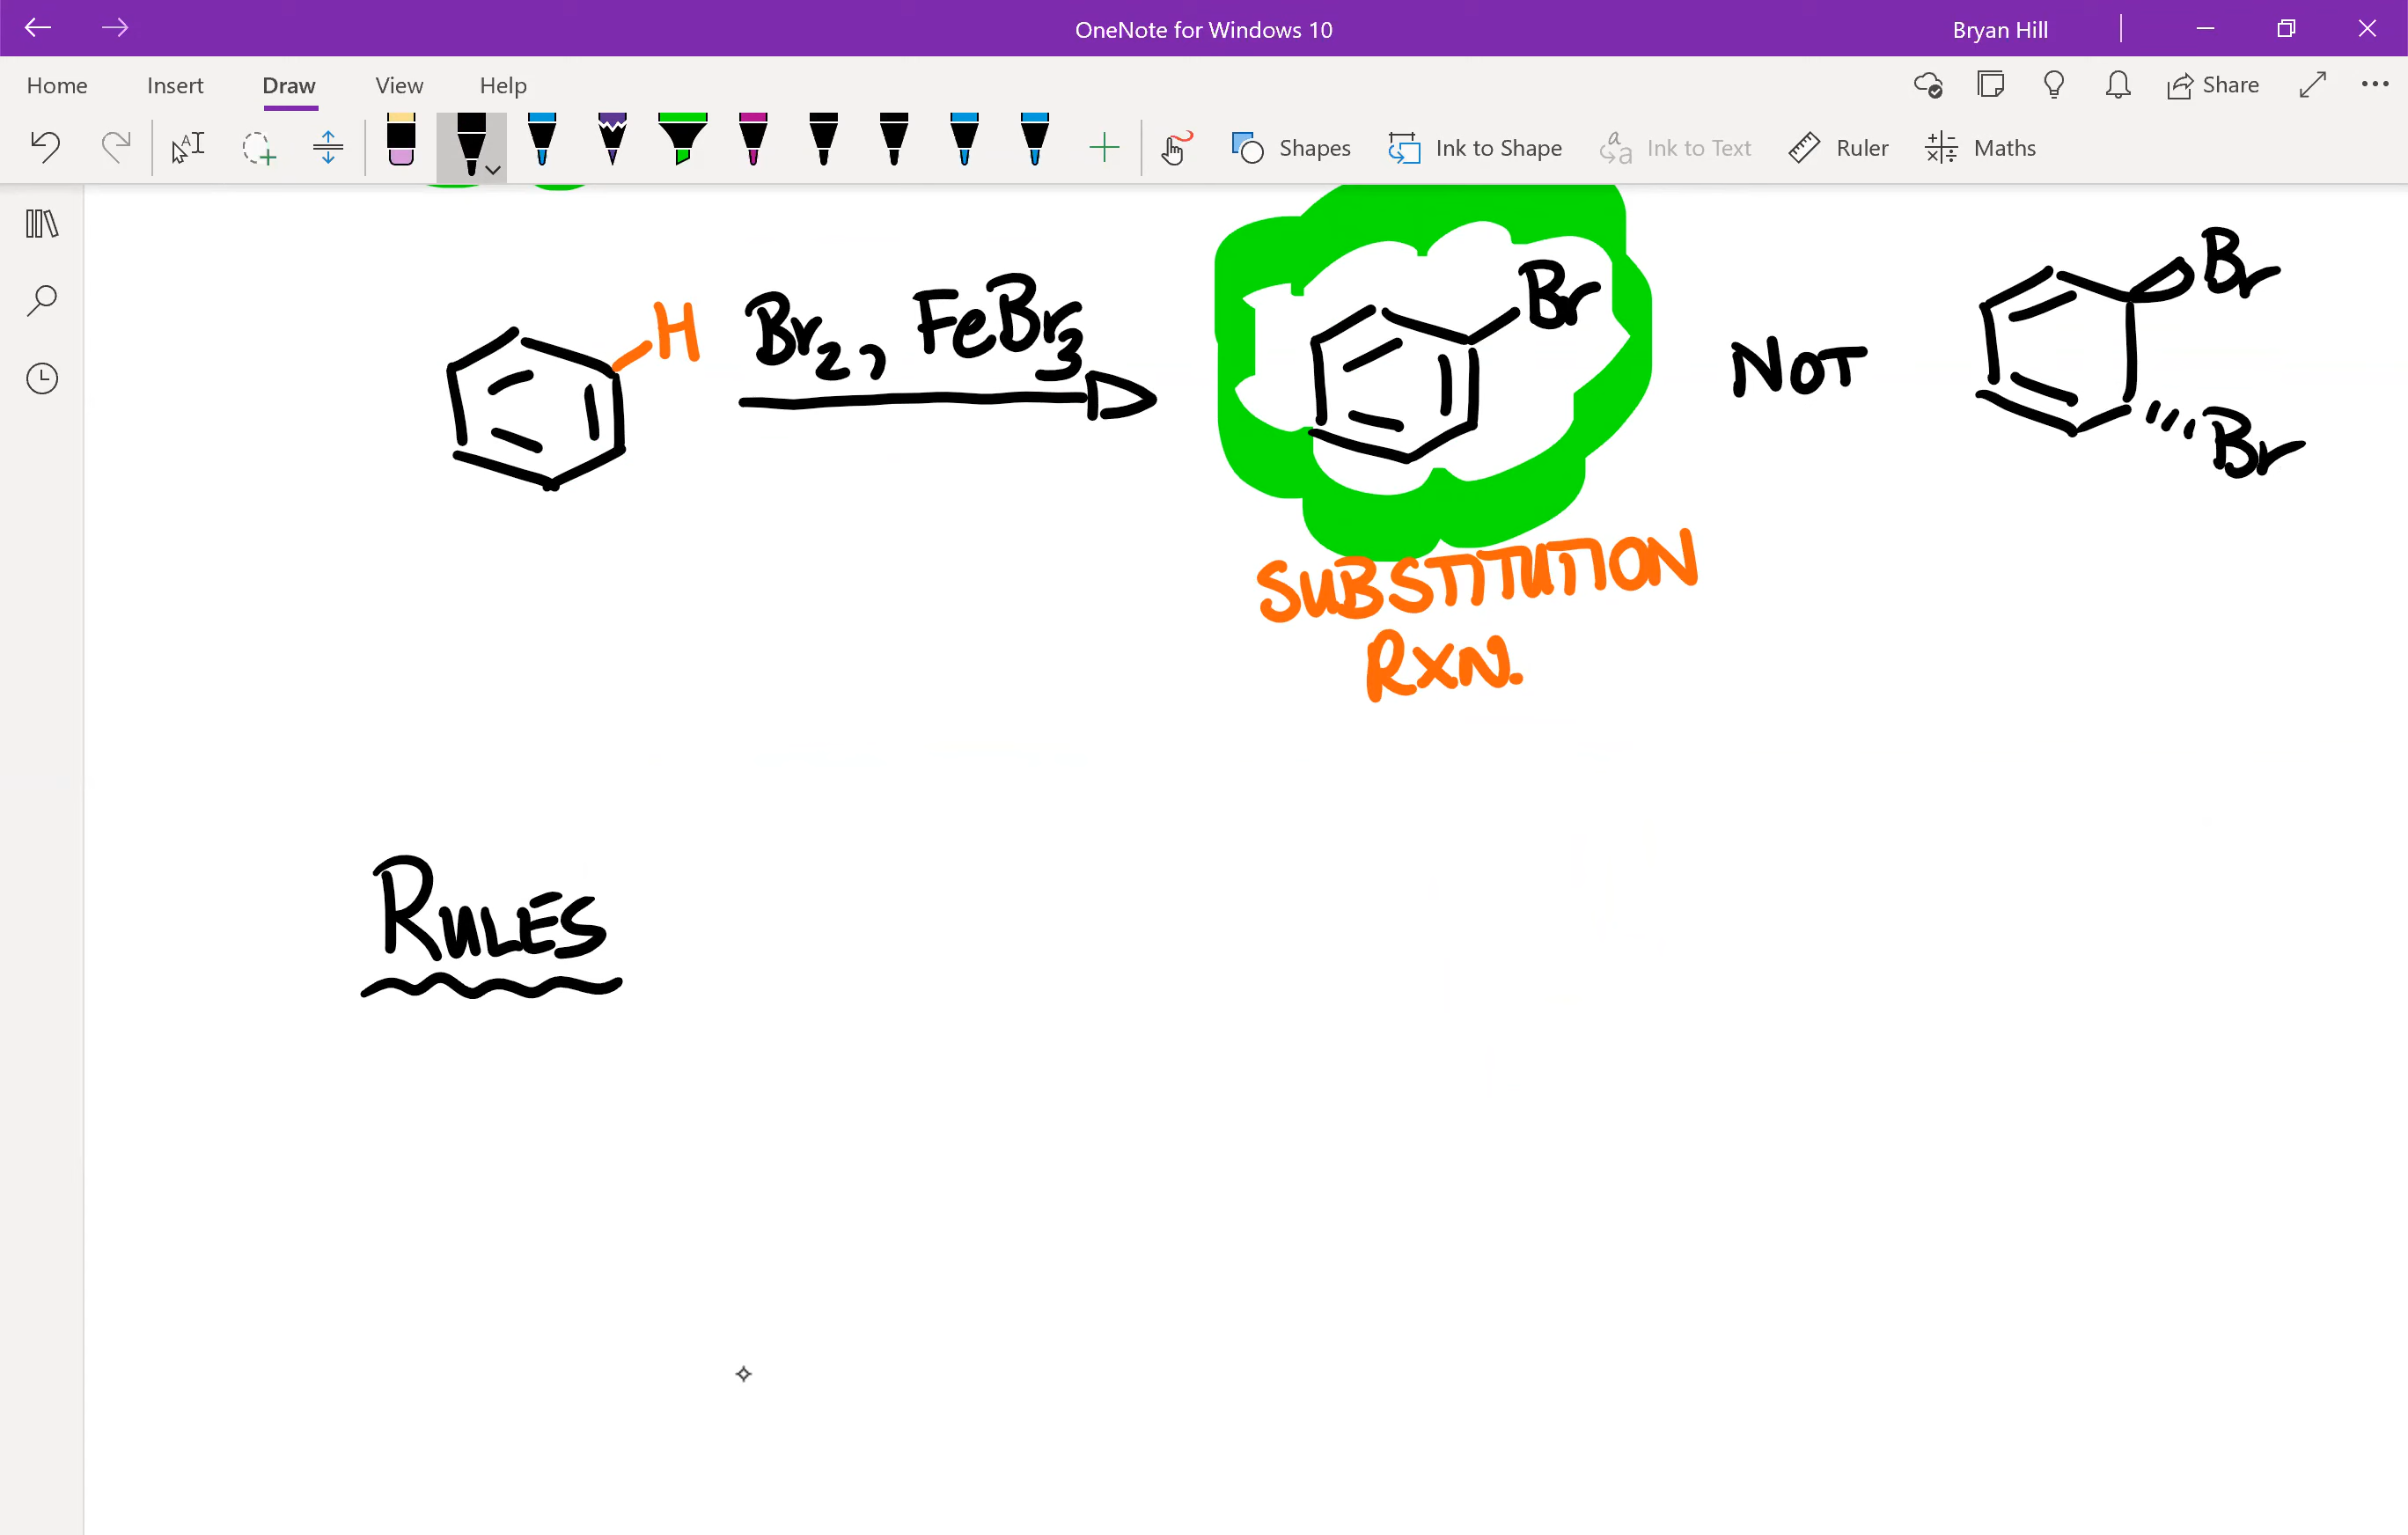 OneNote for Windows 10
Bryan Hill
Home Insert Draw View Help
Share
Shapes
Ink to Shape
Ink to Text
Ruler
Maths
H
Br2, FeBr3
Br
NOT
Br
Br
SUBSTITUTION
RXN.
RULES